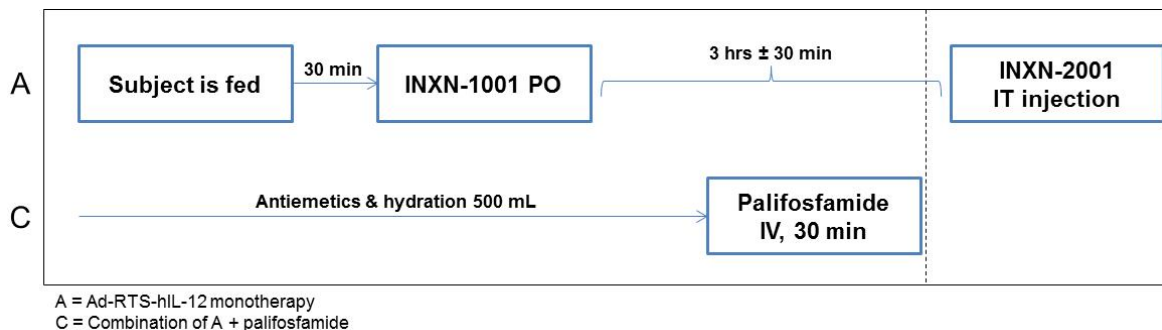 30 min
3 hrs ± 30 min
A
Subject is fed
INXN-1001 PO
INXN-2001
IT injection
Antiemetics & hydration 500 mL
C
Palifosfamide
IV, 30 min
A = Ad-RTS-hIL-12 monotherapy
C = Combination of A + palifosfamide